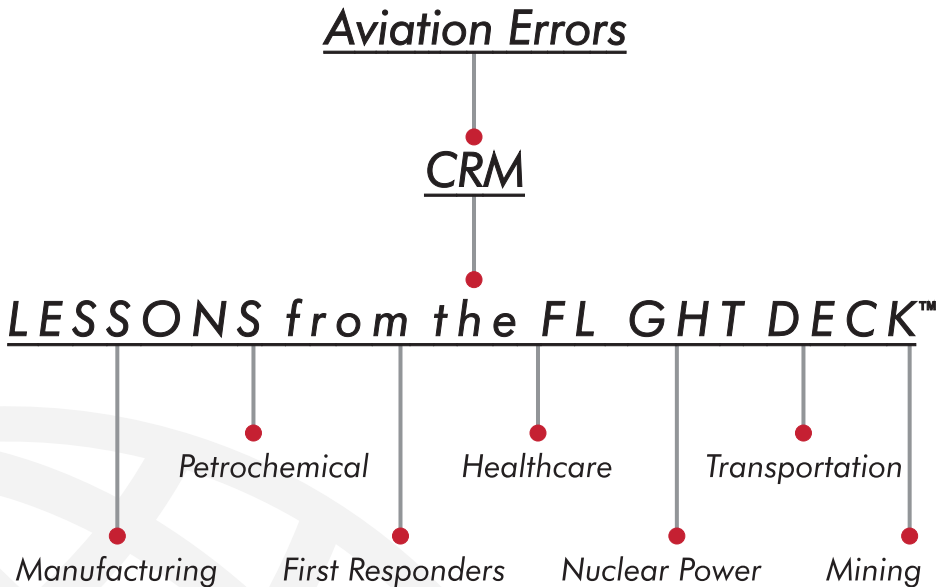 Aviation Errors
CRM
LESSONS from the FL GHT DECK™
Petrochemical Healthcare Transportation
Manufacturing First Responders Nuclear Power Mining